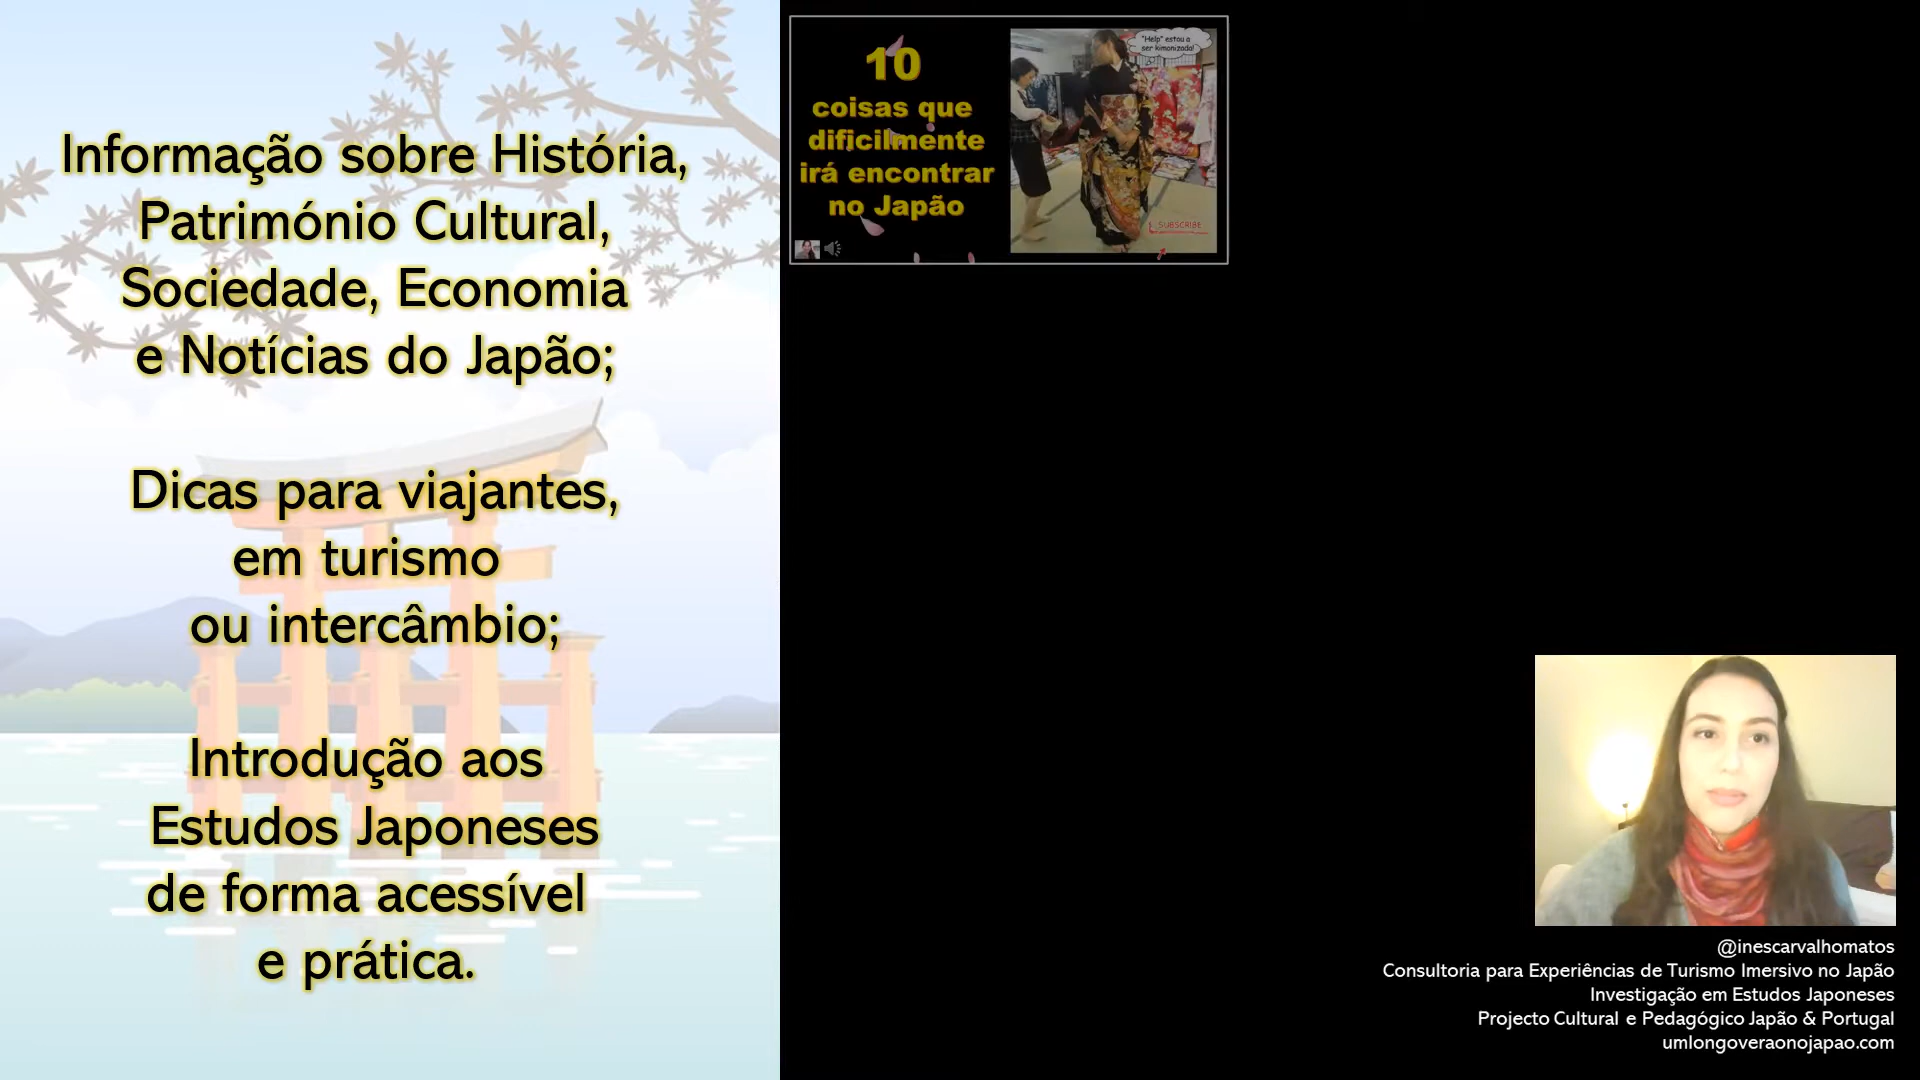 Informação sobre História,
Património Cultural,
Sociedade, Economia
e Notícias do Japão;
Dicas para viajantes,
em turismo
ou intercâmbio;
Introdução aos
Estudos Japoneses
de forma acessível
e prática.
10
coisas que
dificilmente
irá encontrar
no Japão
"Help" estou a
ser kimonizada!
SUBSCRIBE
@inescarvalhomatos
Consultoria para Experiências de Turismo Imersivo no Japão
Investigação em Estudos Japoneses
Projecto Cultural e Pedagógico Japão & Portugal
umlongoveraonojapao.com